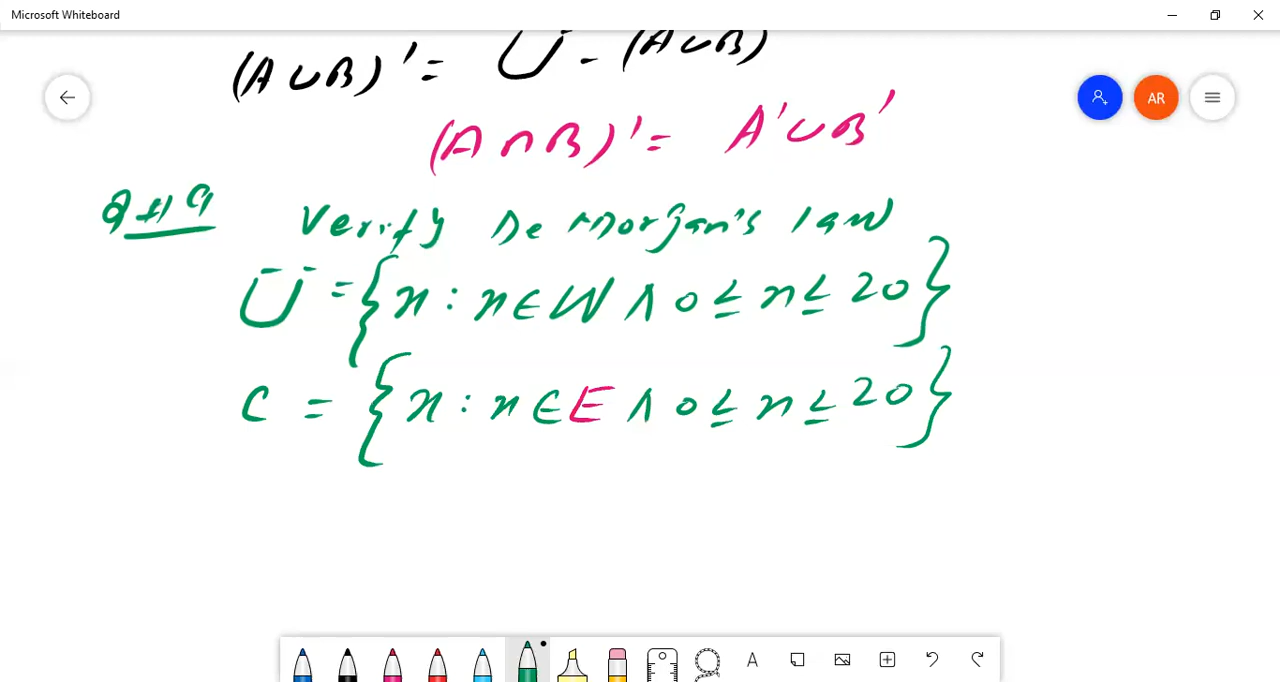 Microsoft Whiteboard
(A∪B)' = U - (A∪B)
(A∩B)' = A'∪B'
AR
Q#9 Verify De Morgan's law
U = {x : x∈W ∧ 0 ≤ x ≤ 20}
C = {x : x∈E ∧ 0 ≤ x ≤ 20}
A